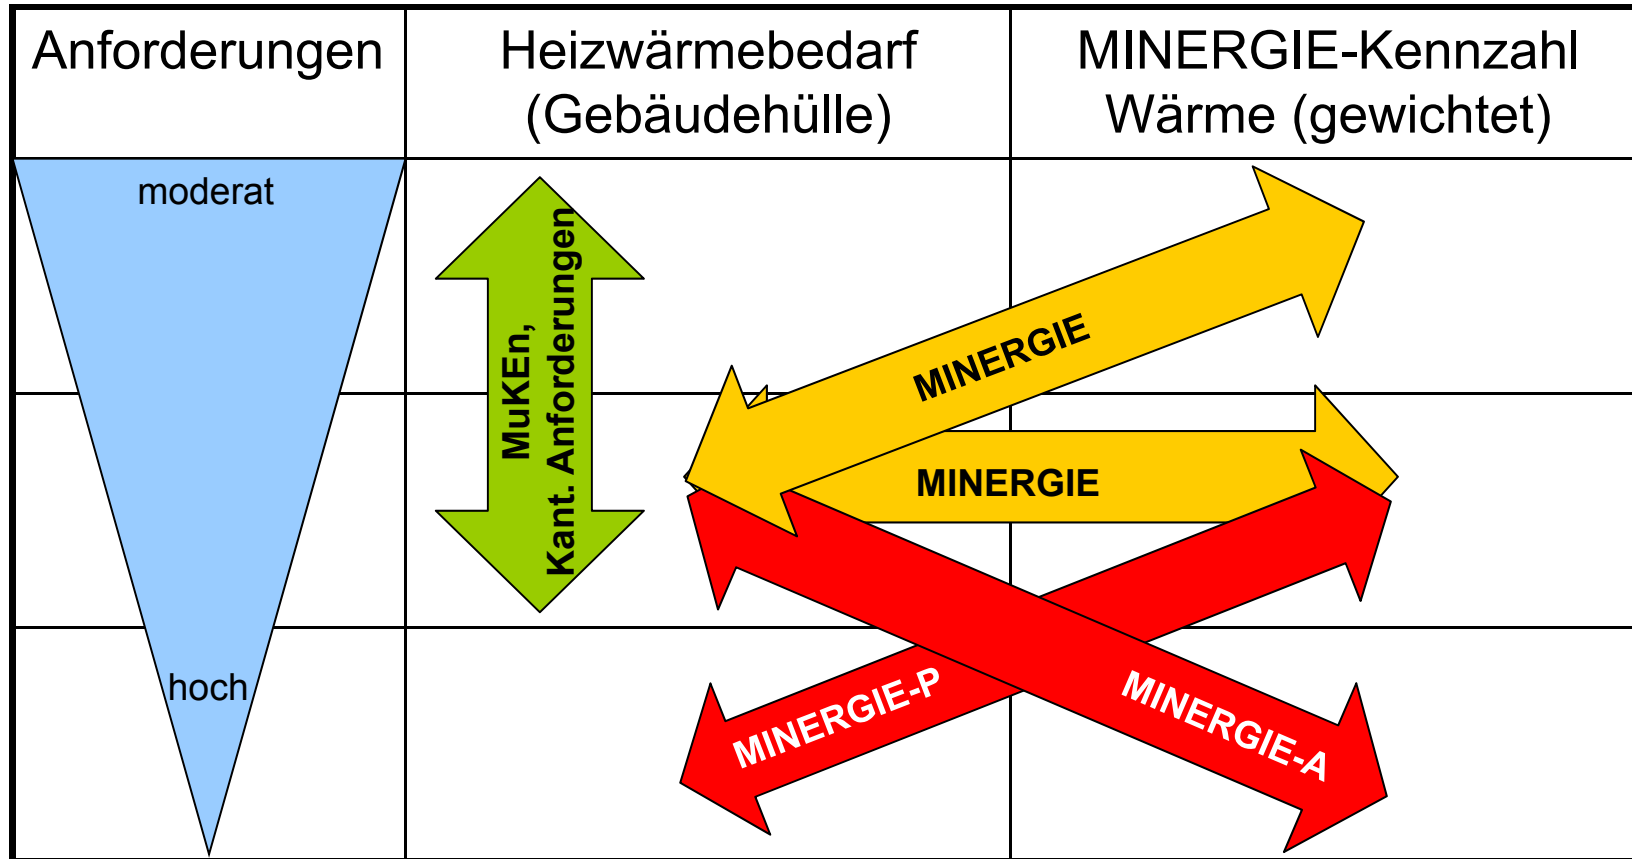 Anforderungen
Heizwärmebedarf
(Gebäudehülle)
MINERGIE-Kennzahl
Wärme (gewichtet)
moderat
hoch
MuKEn,
Kant. Anforderungen
MINERGIE
MINERGIE
MINERGIE-P
MINERGIE-A